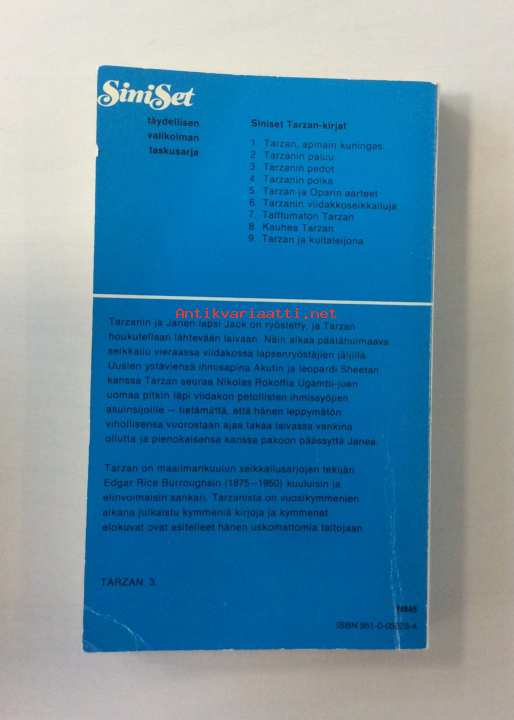 SiniSet
täydellisen
valikoiman
taskusarja
Siniset Tarzan-kirjat
1. Tarzan, apinain kuningas
2. Tarzanin paluu
3. Tarzanin pedot
4. Tarzanin poika
5. Tarzan ja Oparin aarteet
6. Tarzanin viidakkoseikkailuja
7. Talttumaton Tarzan
8. Kauhea Tarzan
9. Tarzan ja kultaleijona
Antikvariaatti.net
Tarzanin ja Janen lapsi Jack on ryöstetty, ja Tarzan
houkutellaan lähtevään laivaan. Näin alkaa päätähuimaava
seikkailu vieraassa viidakossa lapsenryöstäjien jäljillä.
Uusien ystäviensä ihmisapina Akutin ja leopardi Sheetan
kanssa Tarzan seuraa Nikolas Rokoffia Ugambi-joen
uomaa pitkin läpi viidakon petollisten ihmissyöjien
asuinsijoille — tietämättä, että hänen leppymätön
vihollisensa vuorostaan ajaa takaa laivassa vankina
ollutta ja pienokaisensa kanssa pakoon päässyttä Janea.
Tarzan on maailmankuulun seikkailusarjojen tekijän
Edgar Rice Burroughsin (1875–1950) kuuluisin ja
elinvoimaisin sankari. Tarzanista on vuosikymmenien
aikana julkaistu kymmeniä kirjoja ja kymmenet
elokuvat ovat esitelleet hänen uskomattomia taitojaan.
TARZAN 3.
ISBN 951-0-